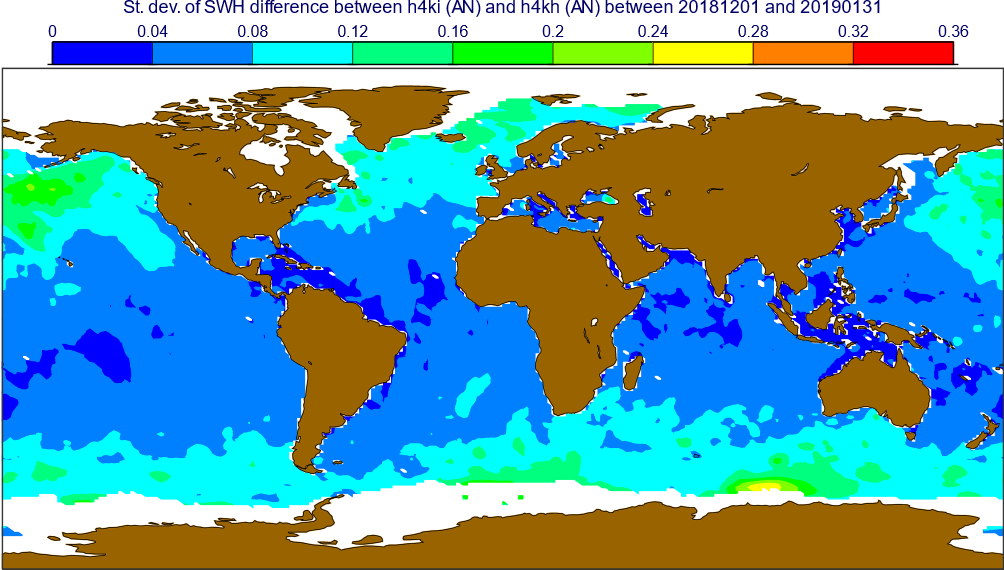 St. dev. of SWH difference between h4ki (AN) and h4kh (AN) between 20181201 and 20190131
0 0.04 0.08 0.12 0.16 0.2 0.24 0.28 0.32 0.36